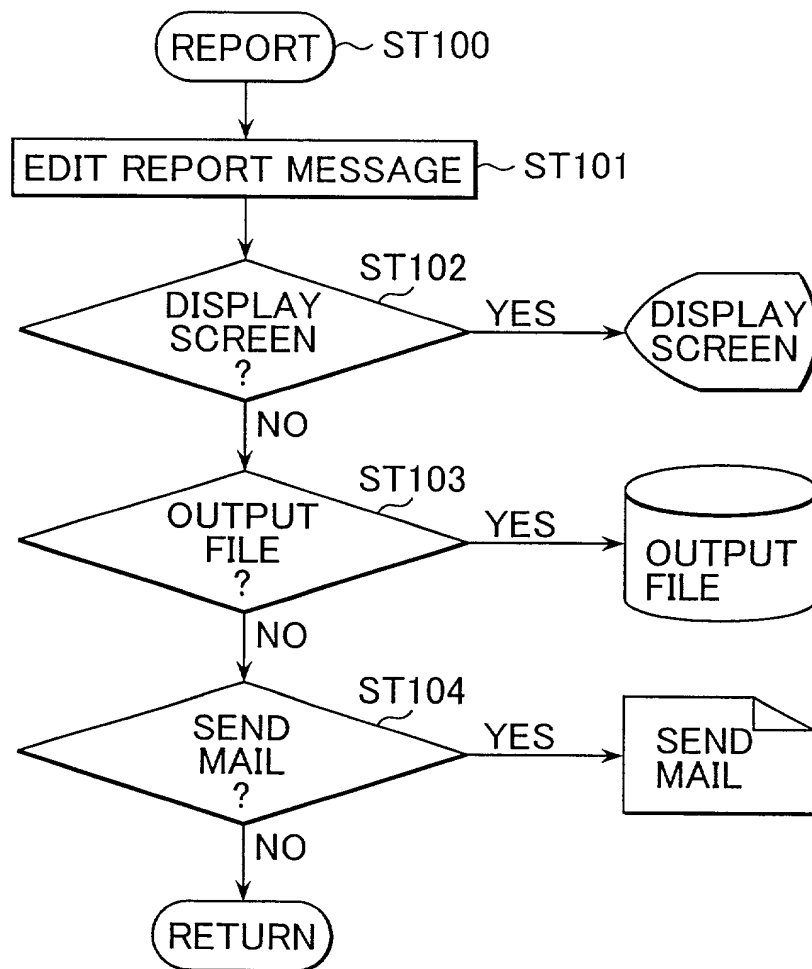 REPORT
ST100
EDIT REPORT MESSAGE
ST101
ST102
DISPLAY
SCREEN
?
YES
DISPLAY
SCREEN
NO
ST103
OUTPUT
FILE
?
YES
OUTPUT
FILE
NO
ST104
SEND
MAIL
?
YES
SEND
MAIL
NO
RETURN